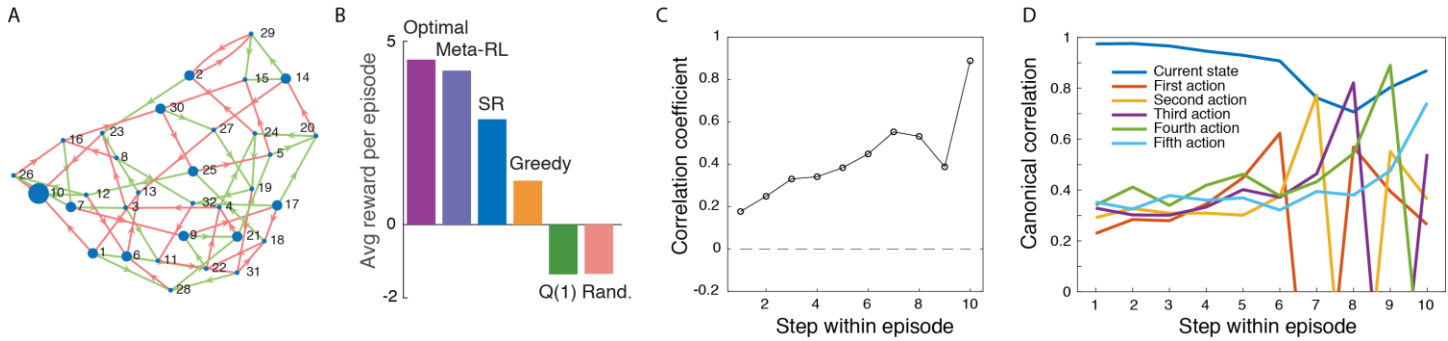 A
29
2
15
14
30
16
23
27
24
20
8
5
26
25
10
12
13
19
7
3
32
4
17
9
21
18
1
6
11
22
31
28
B
Avg reward per episode
5
0
-2
Optimal
Meta-RL
SR
Greedy
Q(1) Rand.
C
Correlation coefficient
1
0.8
0.6
0.4
0.2
0
-0.2
2 4 6 8 10
Step within episode
D
Canonical correlation
1
0.8
0.6
0.4
0.2
0
Current state
First action
Second action
Third action
Fourth action
Fifth action
1 2 3 4 5 6 7 8 9 10
Step within episode